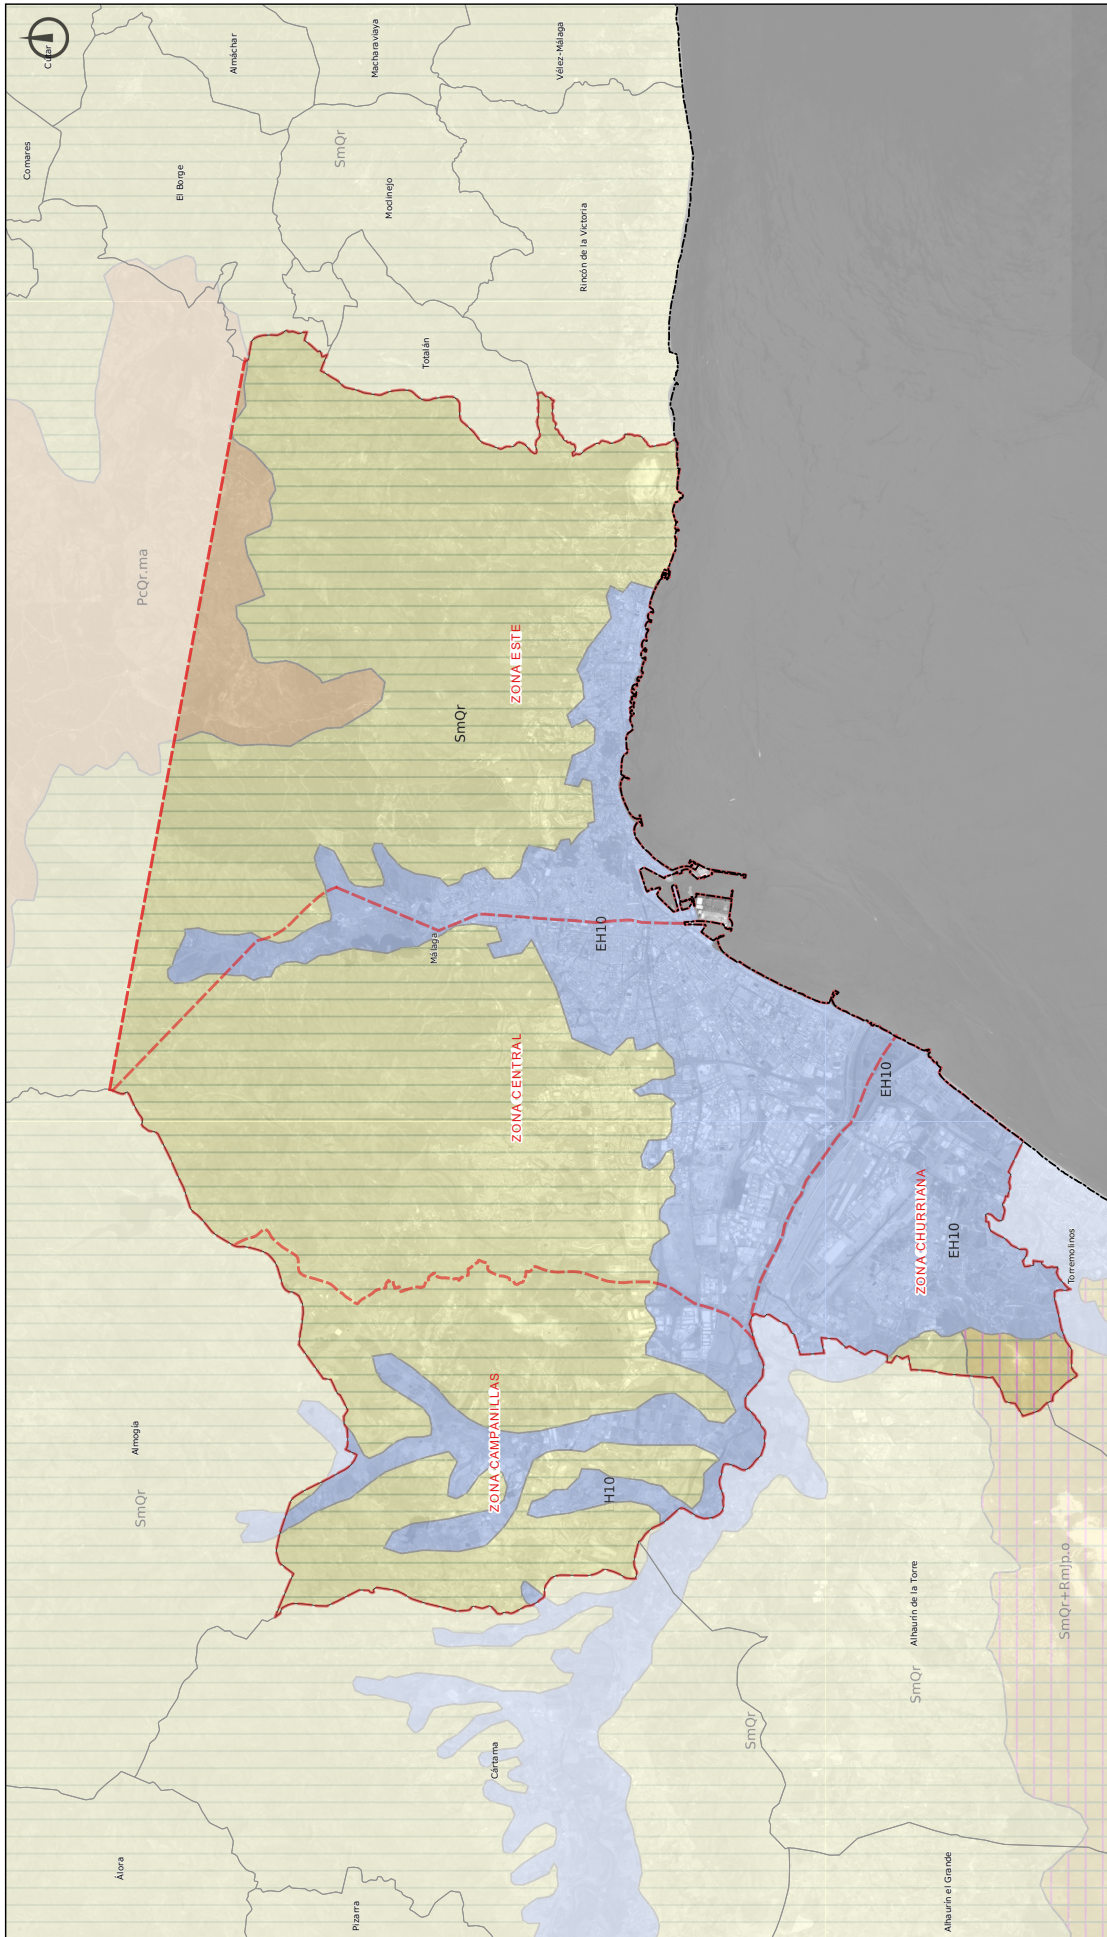 Cútar
Almáchar
Macharaviaya
Vélez-Málaga
Comares
SmQr
El Borge
Moclinejo
Rincón de la Victoria
Totalán
PcQr.ma
ZONA ESTE
SmQr
Málaga
EH10
ZONA CENTRAL
EH10
ZONA CHURRIANA
EH10
Torremolinos
ZONA CAMPANILLAS
H10
Almogía
SmQr
Alhaurín de la Torre
SmQr+RmJp.o
SmQr
SmQr
Cártama
Álora
Pizarra
Alhaurín el Grande